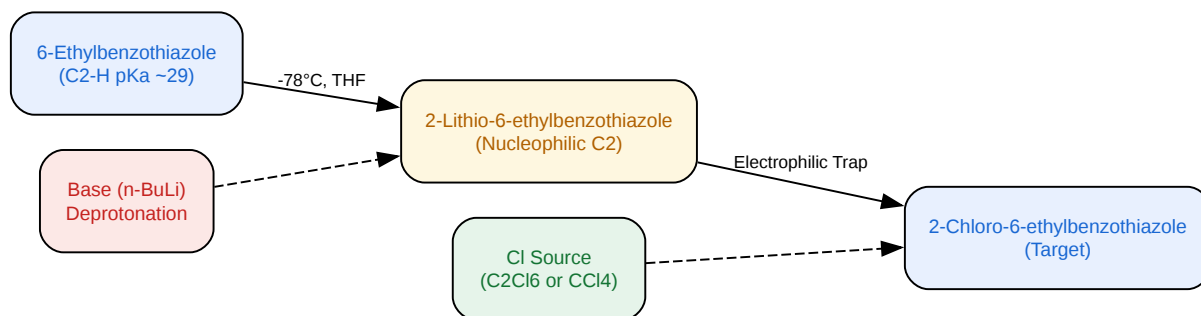 6-Ethylbenzothiazole
(C2-H pKa ~29)
-78°C, THF
Base (n-BuLi)
Deprotonation
2-Lithio-6-ethylbenzothiazole
(Nucleophilic C2)
Electrophilic Trap
Cl Source
(C2Cl6 or CCl4)
2-Chloro-6-ethylbenzothiazole
(Target)